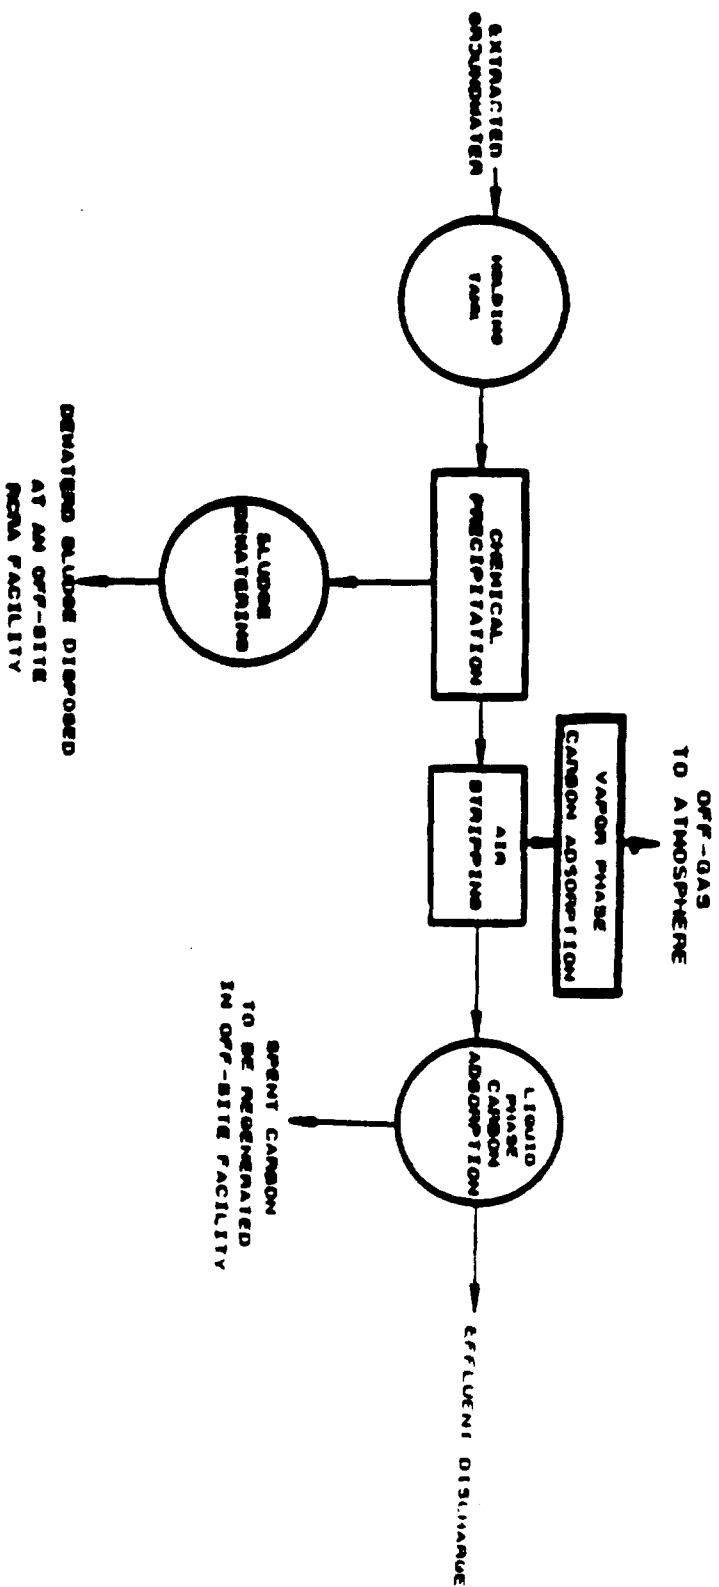 EXTRACTED
GROUNDWATER
HOLDING
TANK
CHEMICAL
PRECIPITATION
SLUDGE
DEWATERING
DEWATERED SLUDGE DISPOSED
AT AN OFF-SITE
RCRA FACILITY
OFF-GAS
TO ATMOSPHERE
VAPOR PHASE
CARBON ADSORPTION
AIR
STRIPPING
LIQUID
PHASE
CARBON
ADSORPTION
SPENT CARBON
TO BE REGENERATED
IN OFF-SITE FACILITY
EFFLUENT DISCHARGE